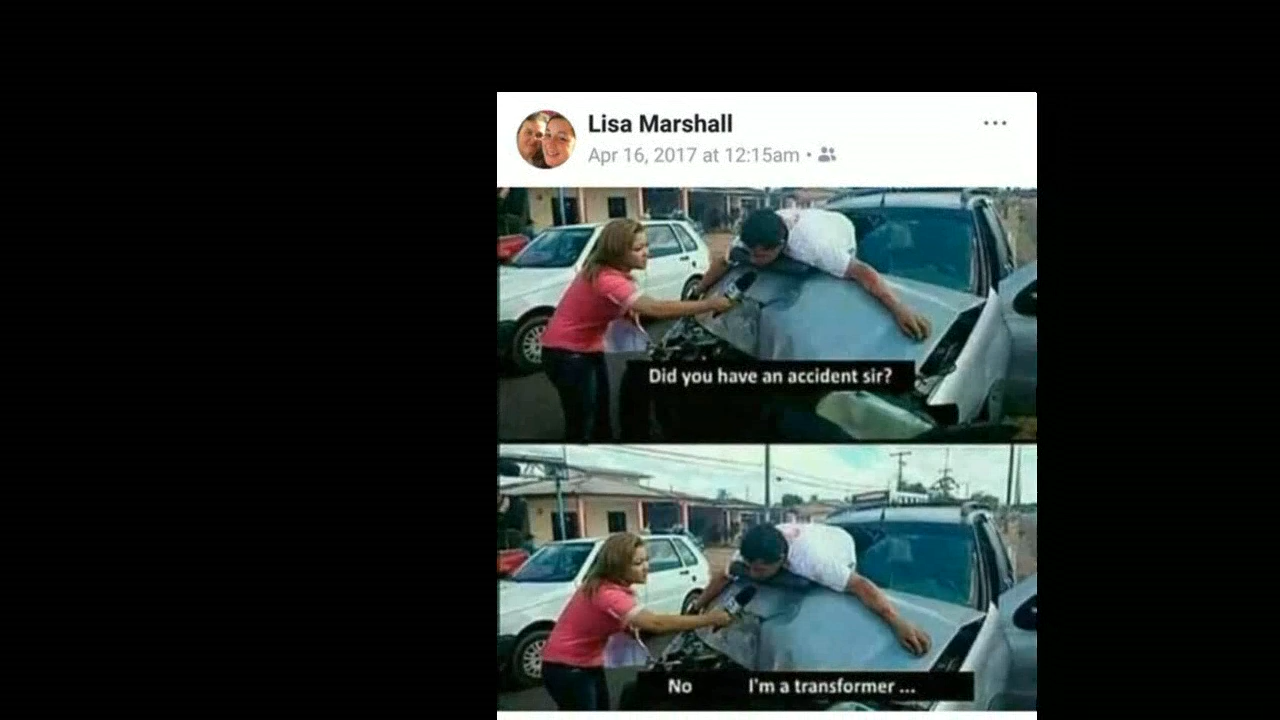 Lisa Marshall
Apr 16, 2017 at 12:15am
Did you have an accident sir?
No I'm a transformer ...